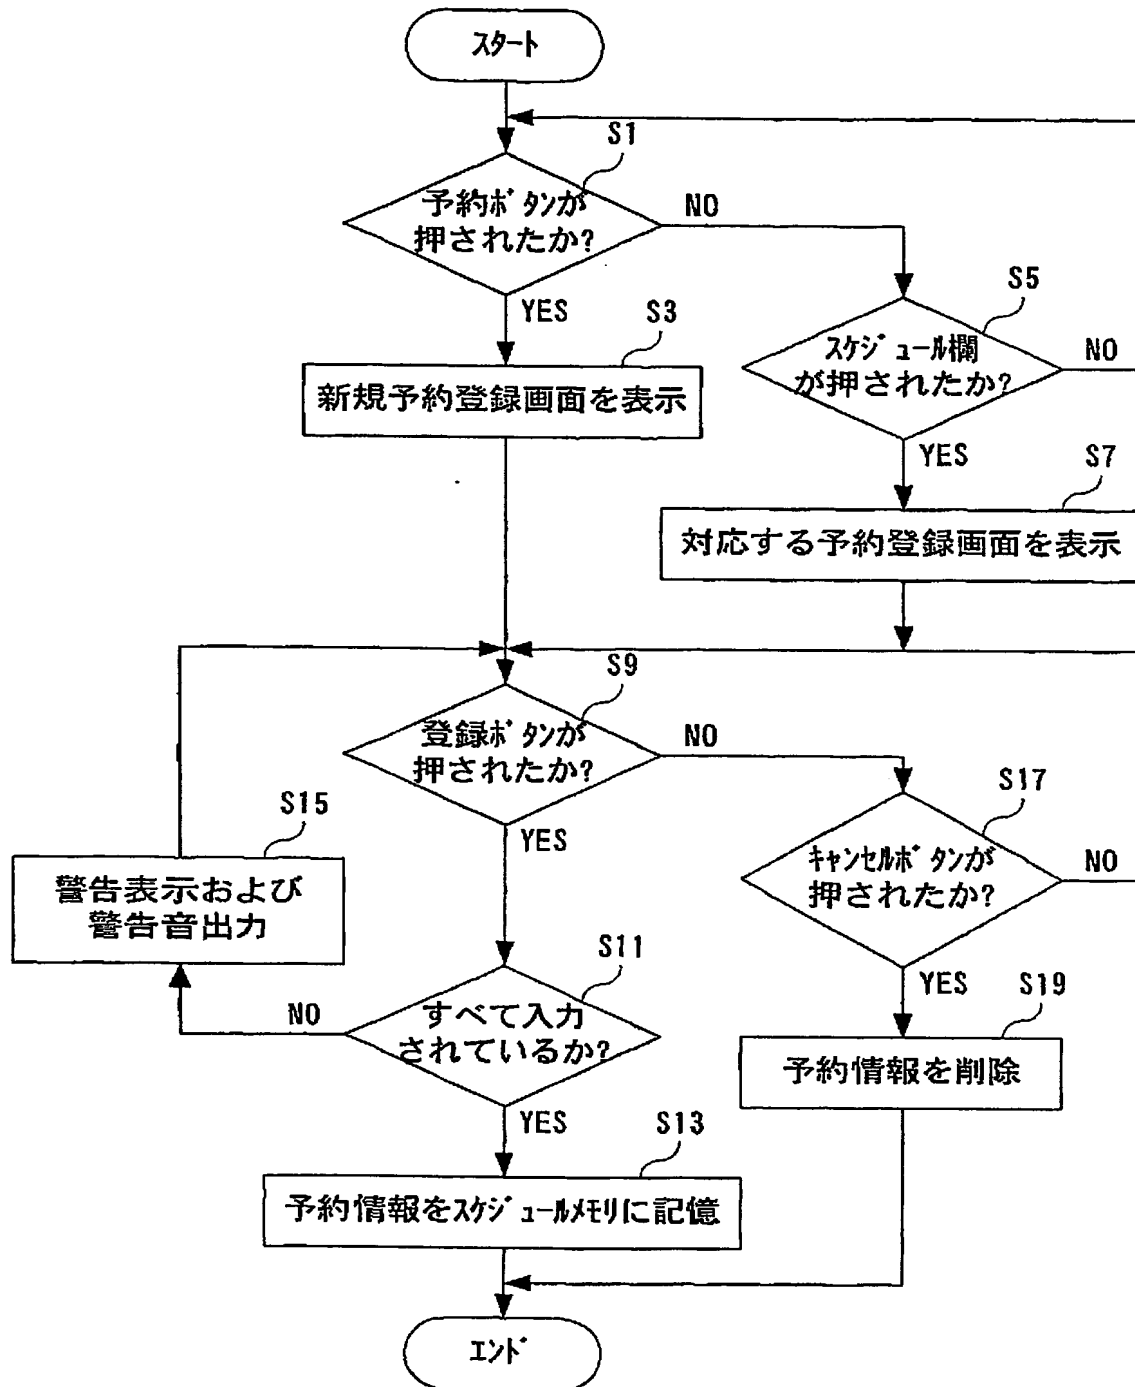 スタート
S1
予約ボタンが
押されたか?
NO
YES
S5
スケジュール欄
が押されたか?
NO
YES
S3
新規予約登録画面を表示
S7
対応する予約登録画面を表示
S9
登録ボタンが
押されたか?
NO
YES
S15
警告表示および
警告音出力
S17
キャンセルボタンが
押されたか?
NO
YES
S11
すべて入力
されているか?
NO
YES
S19
予約情報を削除
S13
予約情報をスケジュールメモリに記憶
エンド